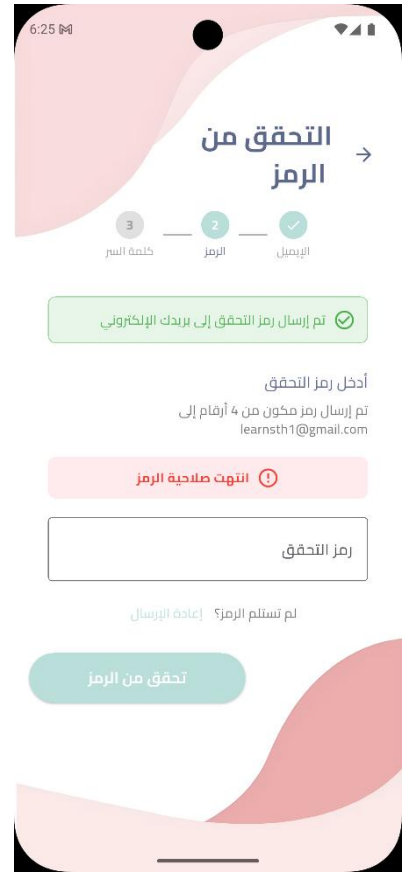 6:25
التحقق من
الرمز
3
2
كلمة السر
الرمز
الإيميل
تم إرسال رمز التحقق إلى بريدك الإلكتروني
أدخل رمز التحقق
تم إرسال رمز مكون من 4 أرقام إلى
learnsth1@gmail.com
انتهت صلاحية الرمز
رمز التحقق
لم تستلم الرمز؟ إعادة الإرسال
تحقق من الرمز